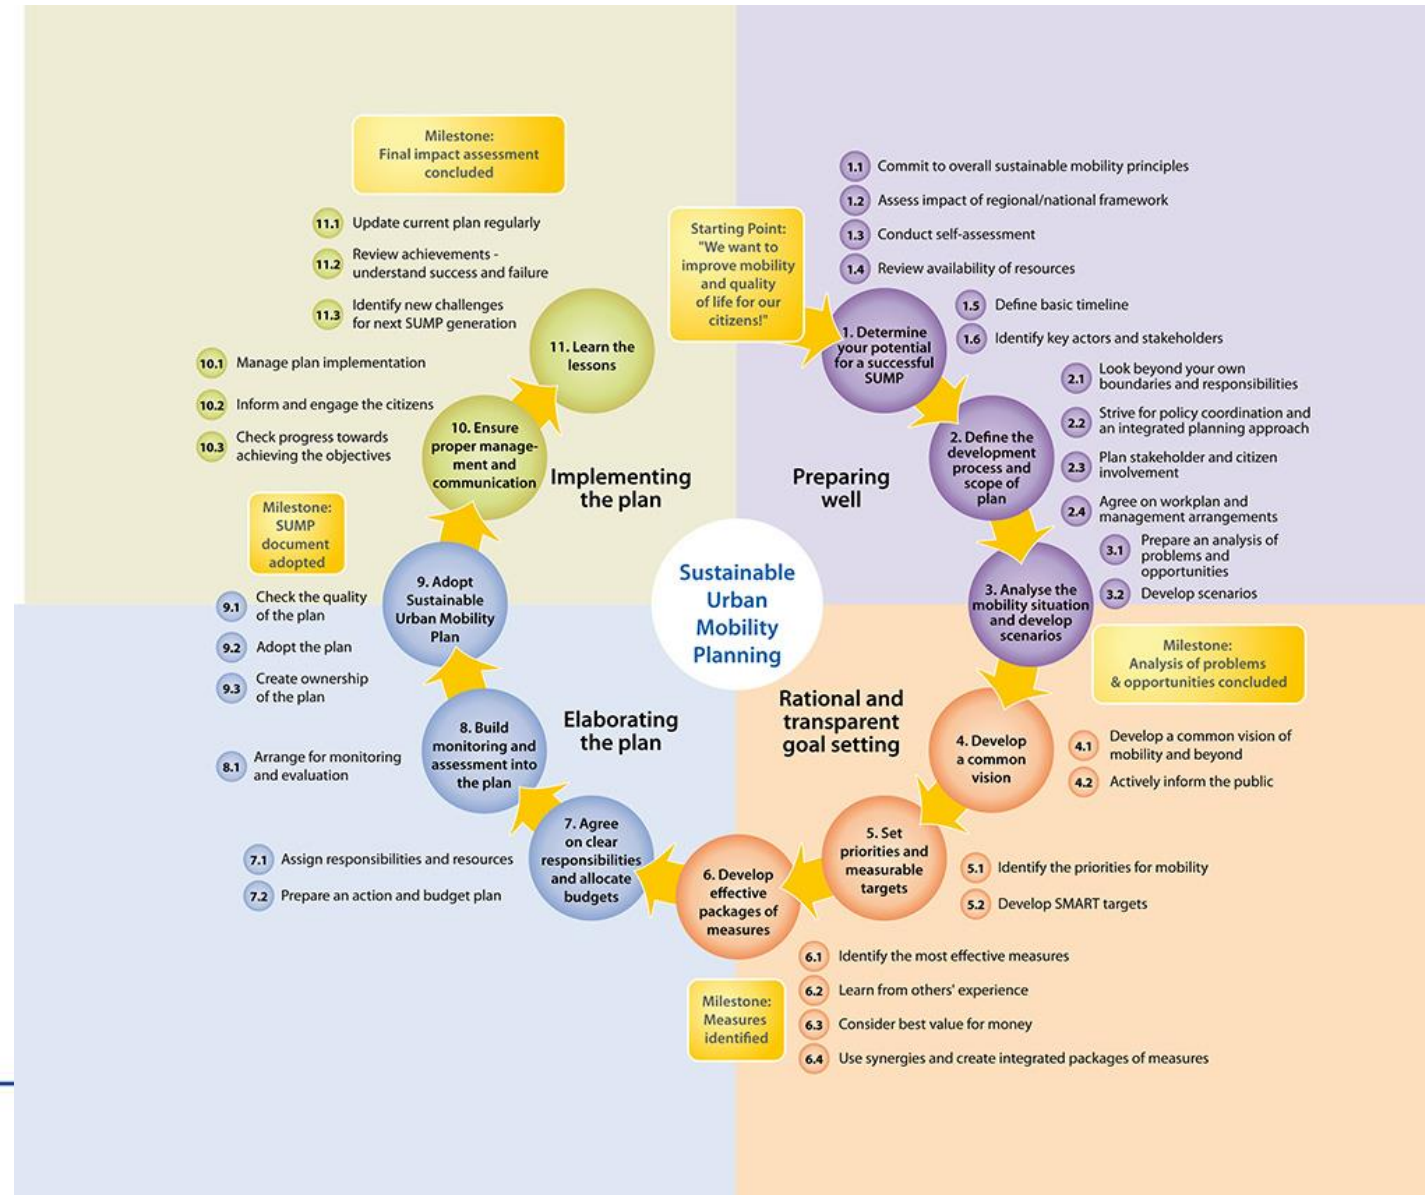 Starting Point:
"We want to
improve mobility
and quality
of life for our
citizens!"
1.1 Commit to overall sustainable mobility principles
1.2 Assess impact of regional/national framework
1.3 Conduct self-assessment
1.4 Review availability of resources
1.5 Define basic timeline
1.6 Identify key actors and stakeholders
1. Determine
your potential
for a successful
SUMP
2.1 Look beyond your own
boundaries and responsibilities
2.2 Strive for policy coordination and
an integrated planning approach
2.3 Plan stakeholder and citizen
involvement
2.4 Agree on workplan and
management arrangements
2. Define the
development
process and
scope of
plan
Preparing
well
3.1 Prepare an analysis of
problems and
opportunities
3.2 Develop scenarios
3. Analyse the
mobility situation
and develop
scenarios
Milestone:
Analysis of problems
& opportunities concluded
Sustainable
Urban
Mobility
Planning
Rational and
transparent
goal setting
4. Develop
a common
vision
4.1 Develop a common vision of
mobility and beyond
4.2 Actively inform the public
5. Set
priorities and
measurable
targets
5.1 Identify the priorities for mobility
5.2 Develop SMART targets
6. Develop
effective
packages of
measures
6.1 Identify the most effective measures
6.2 Learn from others' experience
6.3 Consider best value for money
6.4 Use synergies and create integrated packages of measures
Milestone:
Measures
identified
7. Agree
on clear
responsibilities
and allocate
budgets
7.1 Assign responsibilities and resources
7.2 Prepare an action and budget plan
Elaborating
the plan
8. Build
monitoring and
assessment into
the plan
8.1 Arrange for monitoring
and evaluation
9. Adopt
Sustainable
Urban Mobility
Plan
9.1 Check the quality
of the plan
9.2 Adopt the plan
9.3 Create ownership
of the plan
Milestone:
SUMP
document
adopted
Implementing
the plan
10. Ensure
proper manage-
ment and
communication
10.1 Manage plan implementation
10.2 Inform and engage the citizens
10.3 Check progress towards
achieving the objectives
11. Learn the
lessons
11.1 Update current plan regularly
11.2 Review achievements -
understand success and failure
11.3 Identify new challenges
for next SUMP generation
Milestone:
Final impact assessment
concluded